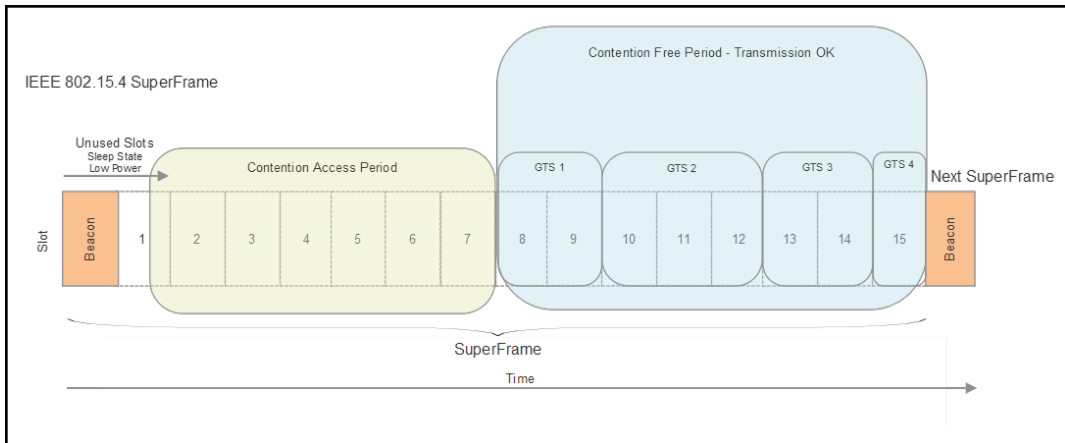 Contention Free Period - Transmission OK
IEEE 802.15.4 SuperFrame
Unused Slots
Sleep State
Low Power
Contention Access Period
GTS 1
GTS 2
GTS 3
GTS 4
Next SuperFrame
Slot
Beacon
1
2
3
4
5
6
7
8
9
10
11
12
13
14
15
Beacon
SuperFrame
Time